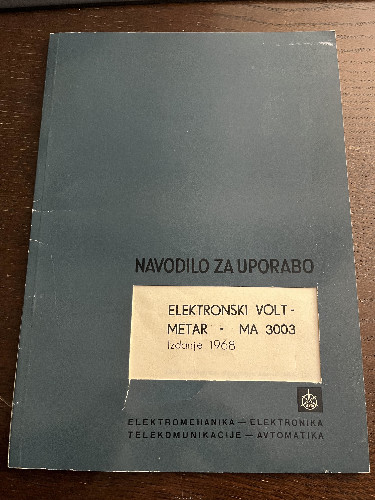 NAVODILO ZA UPORABO
ELEKTRONSKI VOLT-
METAR - MA 3003
Izdanje 1968
ELEKTROMEHANIKA — ELEKTRONIKA
TELEKOMUNIKACIJE — AVTOMATIKA